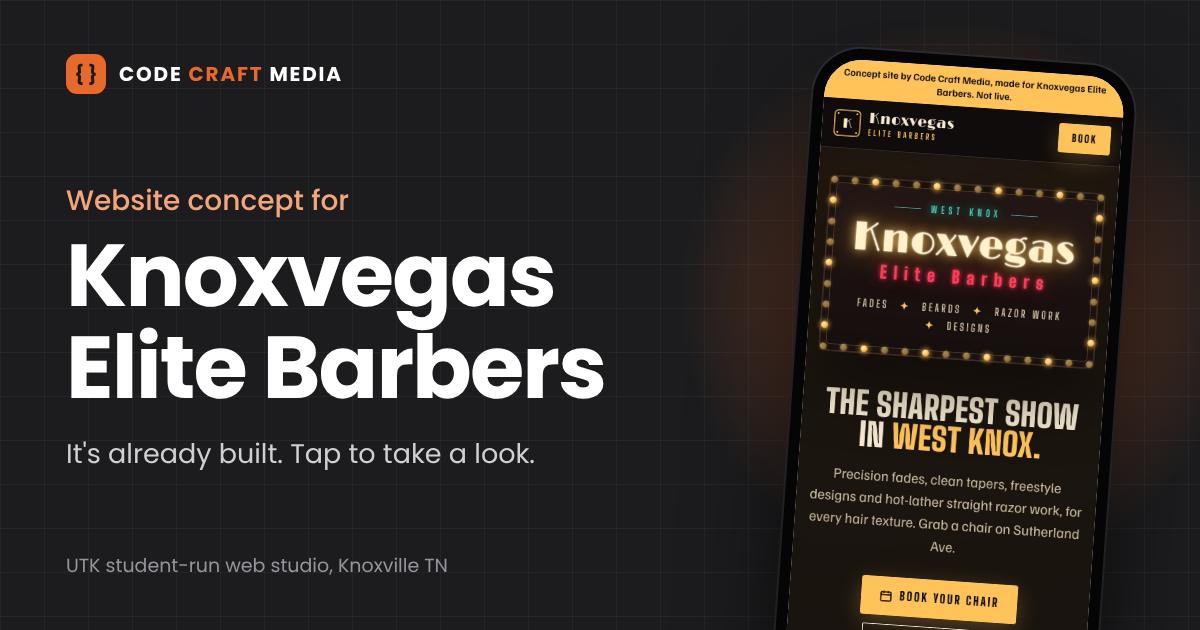 { } CODE CRAFT MEDIA
Website concept for
Knoxvegas
Elite Barbers
It's already built. Tap to take a look.
UTK student-run web studio, Knoxville TN
Concept site by Code Craft Media, made for Knoxvegas Elite
Barbers. Not live.
K
Knoxvegas
ELITE BARBERS
BOOK
WEST KNOX
Knoxvegas
Elite Barbers
FADES ✦ BEARDS ✦ RAZOR WORK
✦ DESIGNS
THE SHARPEST SHOW
IN WEST KNOX.
Precision fades, clean tapers, freestyle
designs and hot-lather straight razor work, for
every hair texture. Grab a chair on Sutherland
Ave.
BOOK YOUR CHAIR